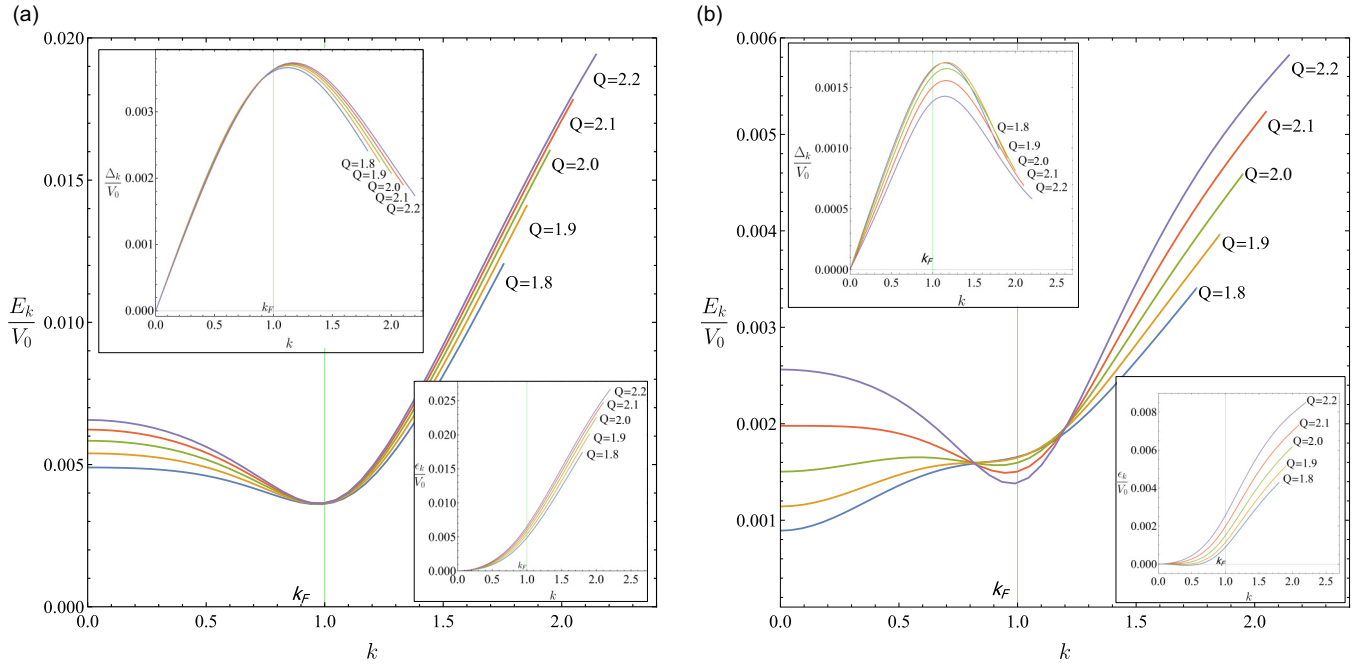 (a)
0.020
0.015
0.010
0.005
0.000
E_k
V_0
0.0
0.5
1.0
1.5
2.0
k
k_F
Q=2.2
Q=2.1
Q=2.0
Q=1.9
Q=1.8
0.003
0.002
0.001
0.000
Δ_k
V_0
0.0
0.5
1.0
1.5
2.0
k
k_F
Q=1.8
Q=1.9
Q=2.0
Q=2.1
Q=2.2
0.025
0.020
0.015
0.010
0.005
0.000
ϵ_k
V_0
0.0
0.5
1.0
1.5
2.0
2.5
k
k_F
Q=2.2
Q=2.1
Q=2.0
Q=1.9
Q=1.8
(b)
0.006
0.005
0.004
0.003
0.002
0.001
E_k
V_0
0.0
0.5
1.0
1.5
2.0
k
k_F
Q=2.2
Q=2.1
Q=2.0
Q=1.9
Q=1.8
0.0015
0.0010
0.0005
0.0000
Δ_k
V_0
0.0
0.5
1.0
1.5
2.0
2.5
k
k_F
Q=1.8
Q=1.9
Q=2.0
Q=2.1
Q=2.2
0.008
0.006
0.004
0.002
0.000
ϵ_k
V_0
0.0
0.5
1.0
1.5
2.0
2.5
k
k_F
Q=2.2
Q=2.1
Q=2.0
Q=1.9
Q=1.8